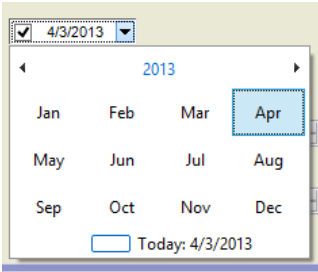 4/3/2013
2013
Jan Feb Mar Apr
May Jun Jul Aug
Sep Oct Nov Dec
Today: 4/3/2013